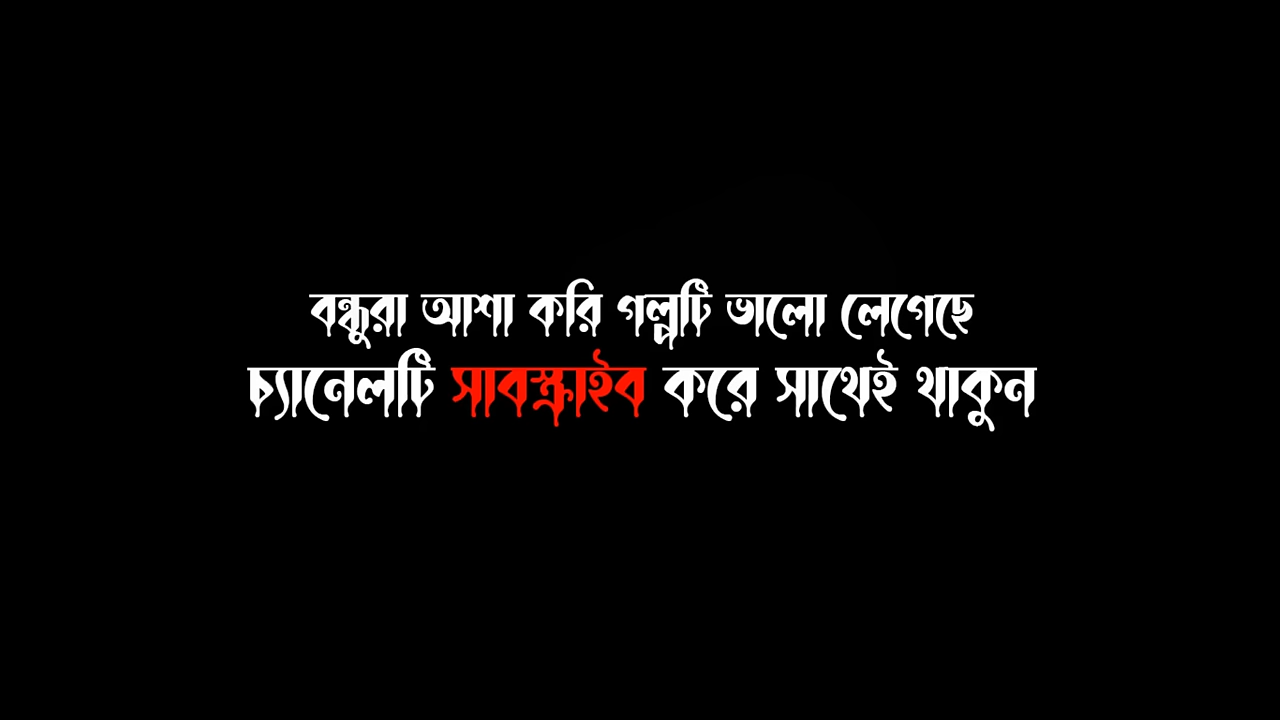 বন্ধুরা আশা করি গল্পটি ভালো লেগেছে
চ্যানেলটি সাবস্ক্রাইব করে সাথেই থাকুন